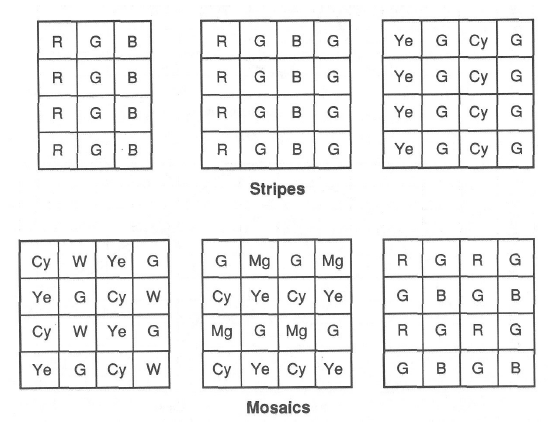 R G B R G B G Ye G Cy G
R G B R G B G Ye G Cy G
R G B R G B G Ye G Cy G
R G B R G B G Ye G Cy G
Stripes
Cy W Ye G G Mg G Mg R G R G
Ye G Cy W Cy Ye Cy Ye G B G B
Cy W Ye G Mg G Mg G R G R G
Ye G Cy W Cy Ye Cy Ye G B G B
Mosaics